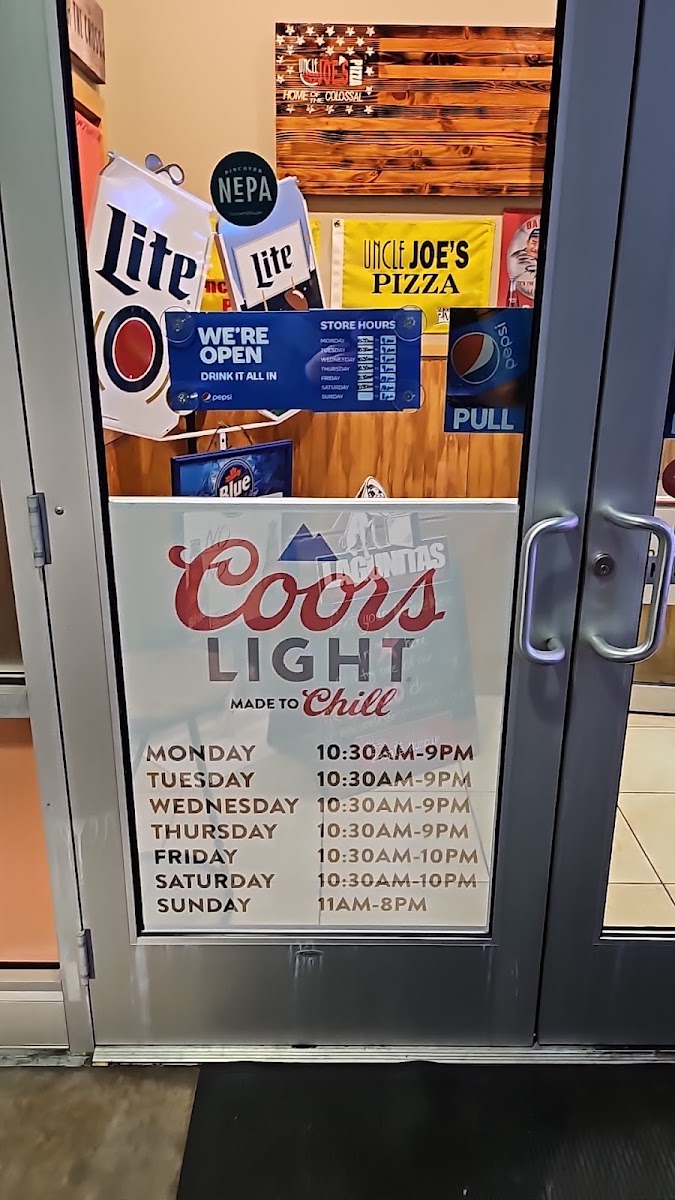 UNCLE
JOE'S
PIZZA
HOME OF THE COLOSSAL
DISCOVER
NEPA
Lite
Lite
UNCLE JOE'S
PIZZA
WE'RE
OPEN
DRINK IT ALL IN
pepsi
STORE HOURS
MONDAY
TUESDAY
WEDNESDAY
THURSDAY
FRIDAY
SATURDAY
SUNDAY
pepsi
PULL
Blue
LAGUNITAS
Coors
LIGHT
MADE TO Chill
MONDAY 10:30AM-9PM
TUESDAY 10:30AM-9PM
WEDNESDAY 10:30AM-9PM
THURSDAY 10:30AM-9PM
FRIDAY 10:30AM-10PM
SATURDAY 10:30AM-10PM
SUNDAY 11AM-8PM